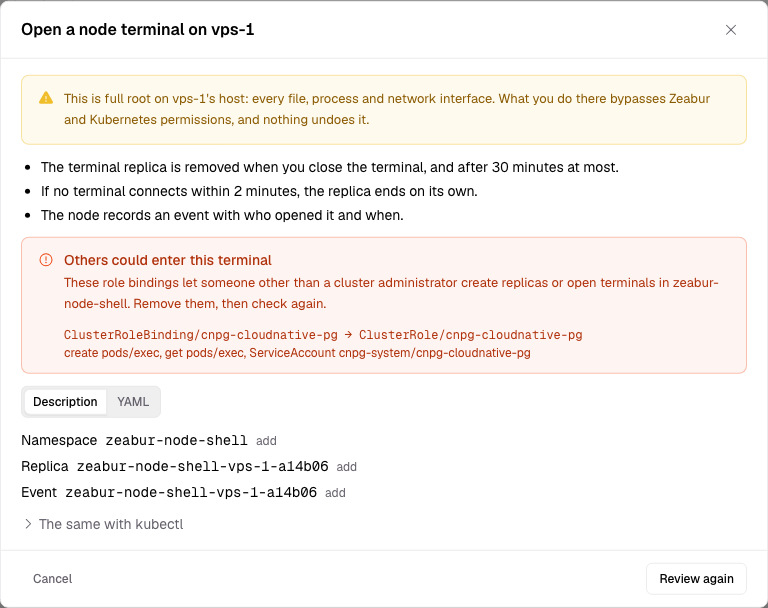 Open a node terminal on vps-1
This is full root on vps-1's host: every file, process and network interface. What you do there bypasses Zeabur
and Kubernetes permissions, and nothing undoes it.
• The terminal replica is removed when you close the terminal, and after 30 minutes at most.
• If no terminal connects within 2 minutes, the replica ends on its own.
• The node records an event with who opened it and when.
Others could enter this terminal
These role bindings let someone other than a cluster administrator create replicas or open terminals in zeabur-
node-shell. Remove them, then check again.
ClusterRoleBinding/cnpg-cloudnative-pg → ClusterRole/cnpg-cloudnative-pg
create pods/exec, get pods/exec, ServiceAccount cnpg-system/cnpg-cloudnative-pg
Description YAML
Namespace zeabur-node-shell add
Replica zeabur-node-shell-vps-1-a14b06 add
Event zeabur-node-shell-vps-1-a14b06 add
The same with kubectl
Cancel Review again